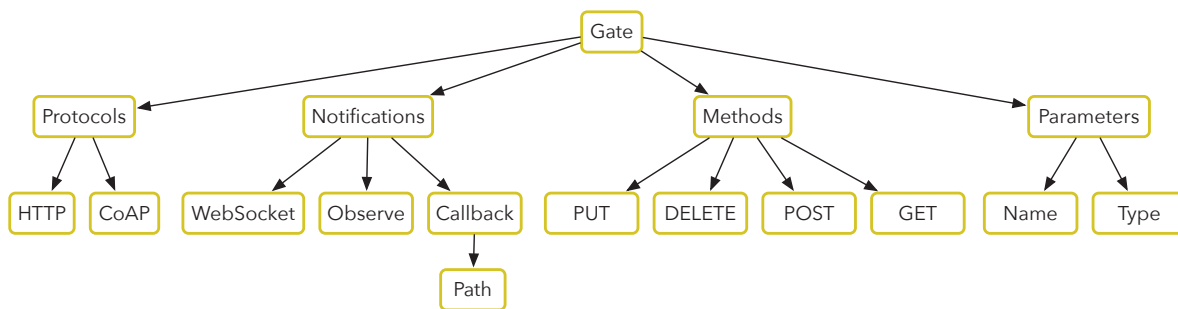 Gate
Protocols
Notifications
Methods
Parameters
HTTP
CoAP
WebSocket
Observe
Callback
PUT
DELETE
POST
GET
Name
Type
Path